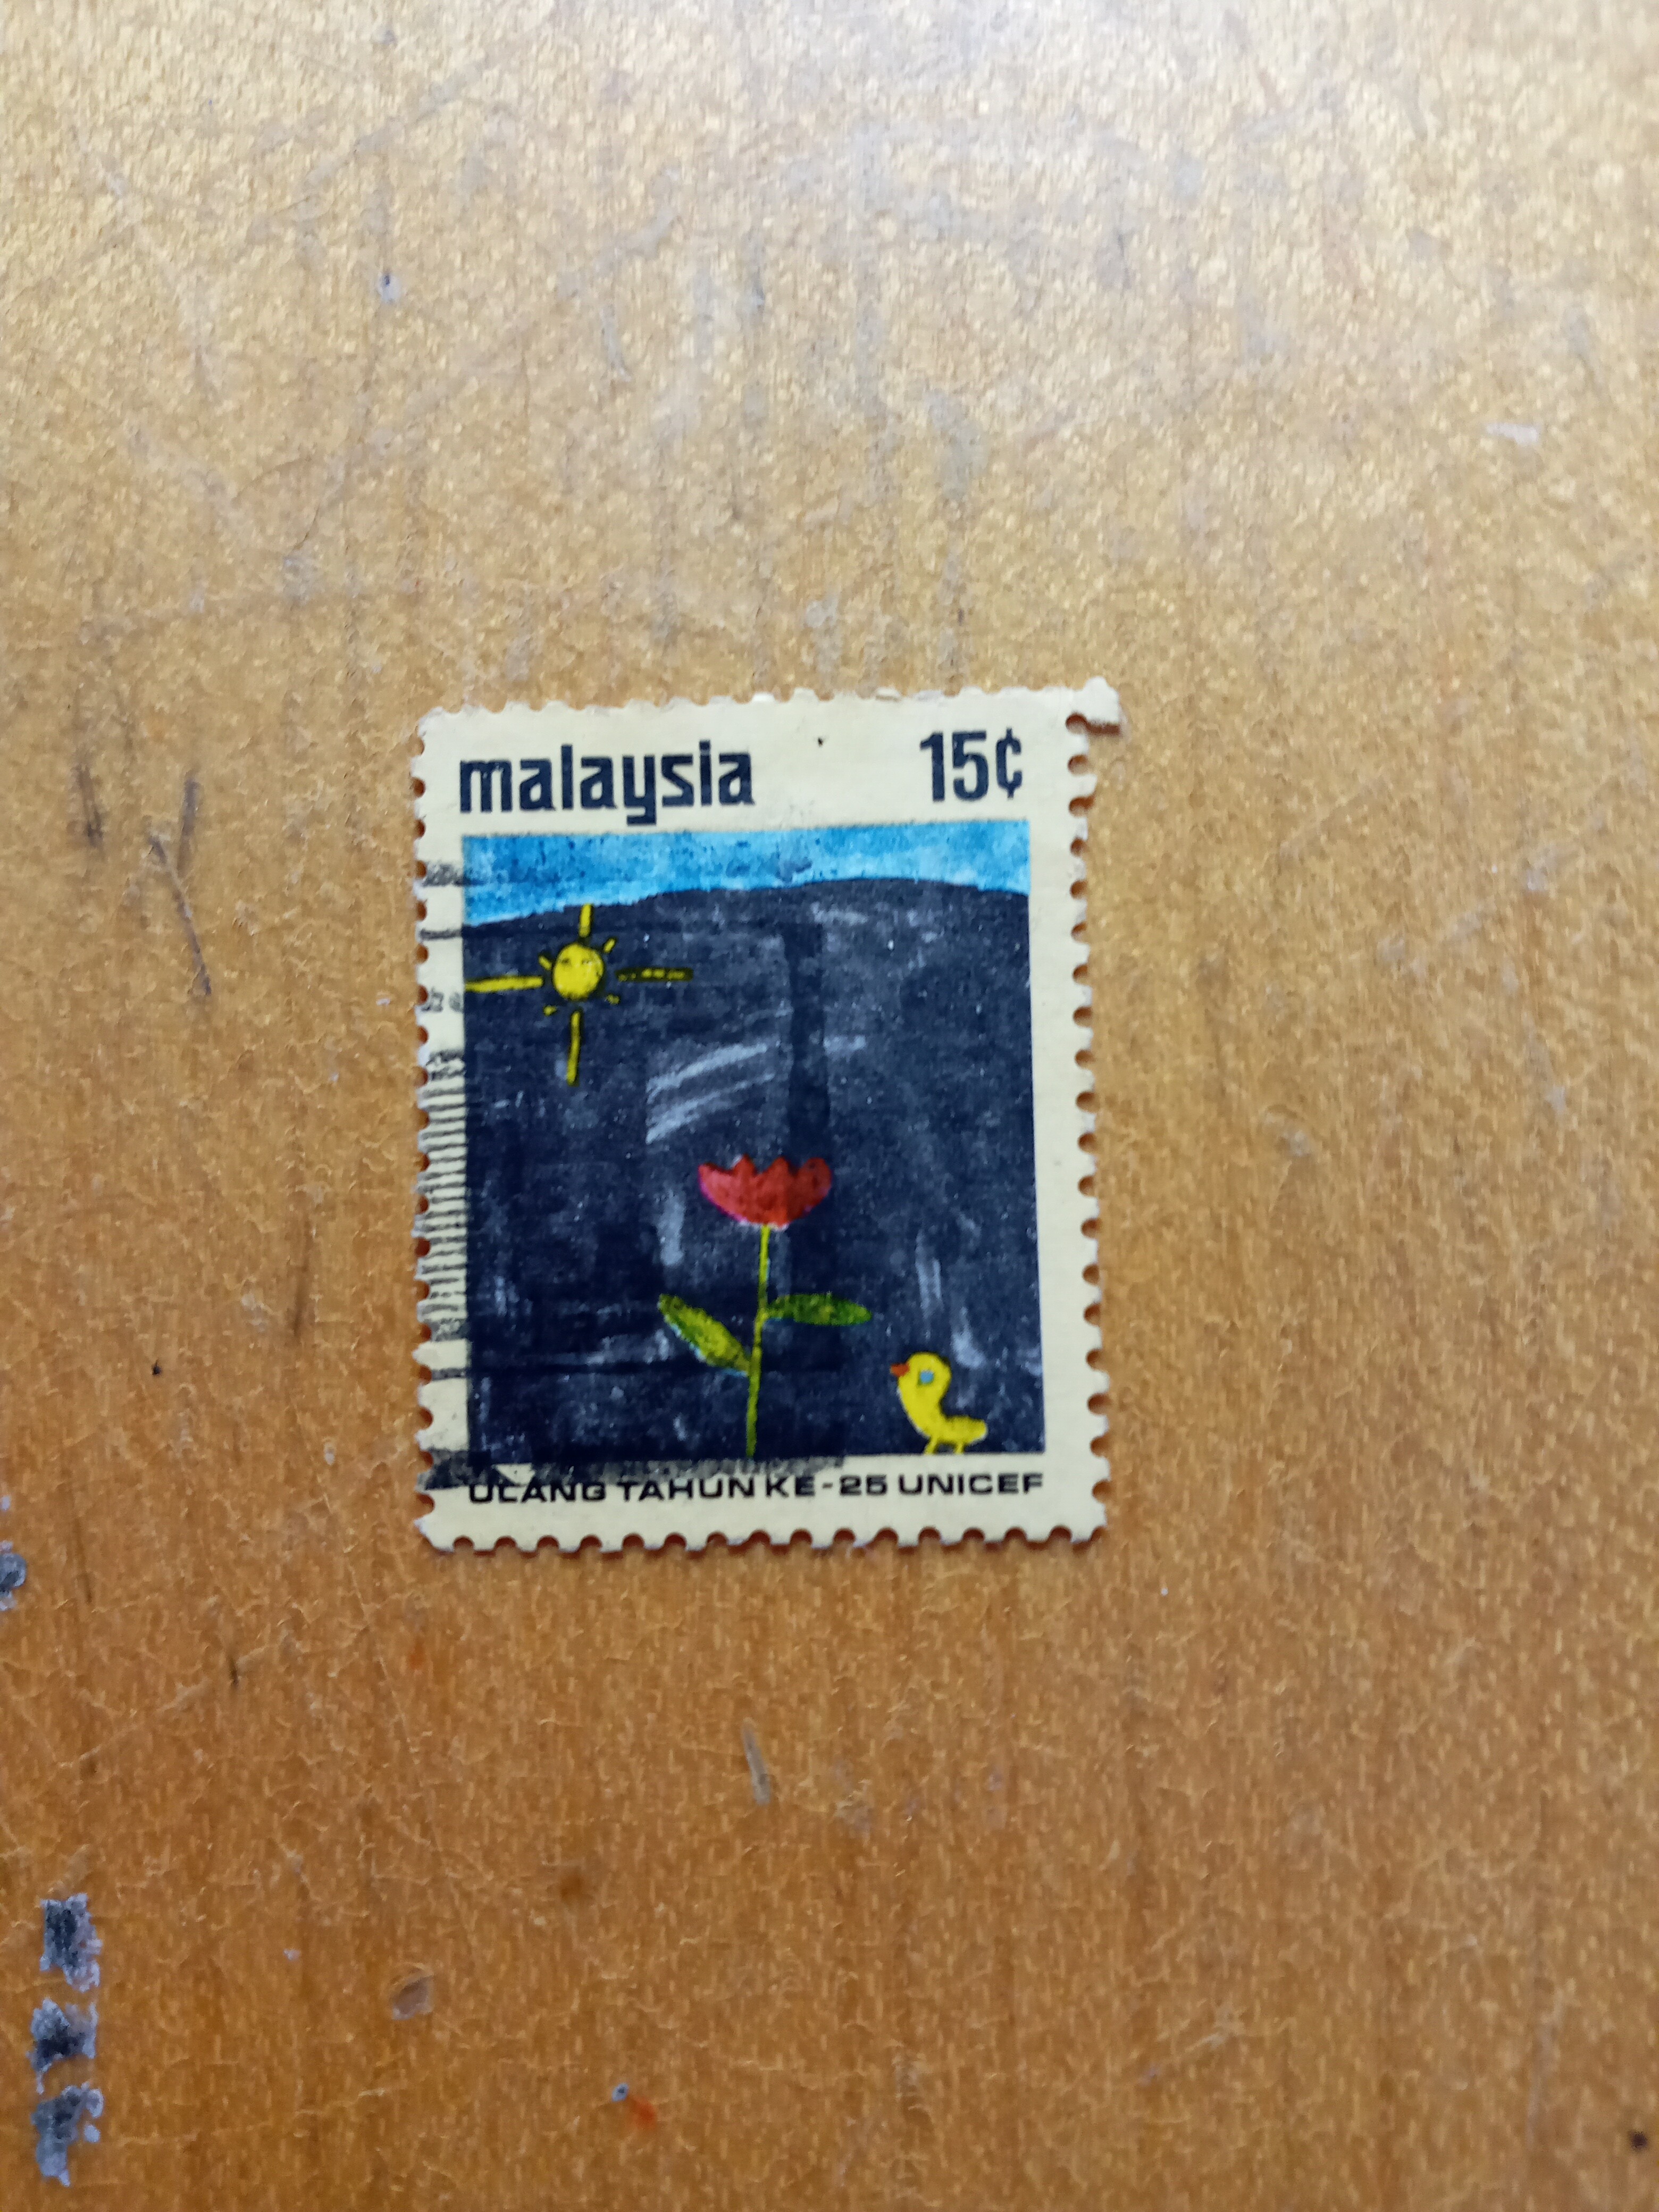 malaysia 15¢
ULANG TAHUN KE-25 UNICEF